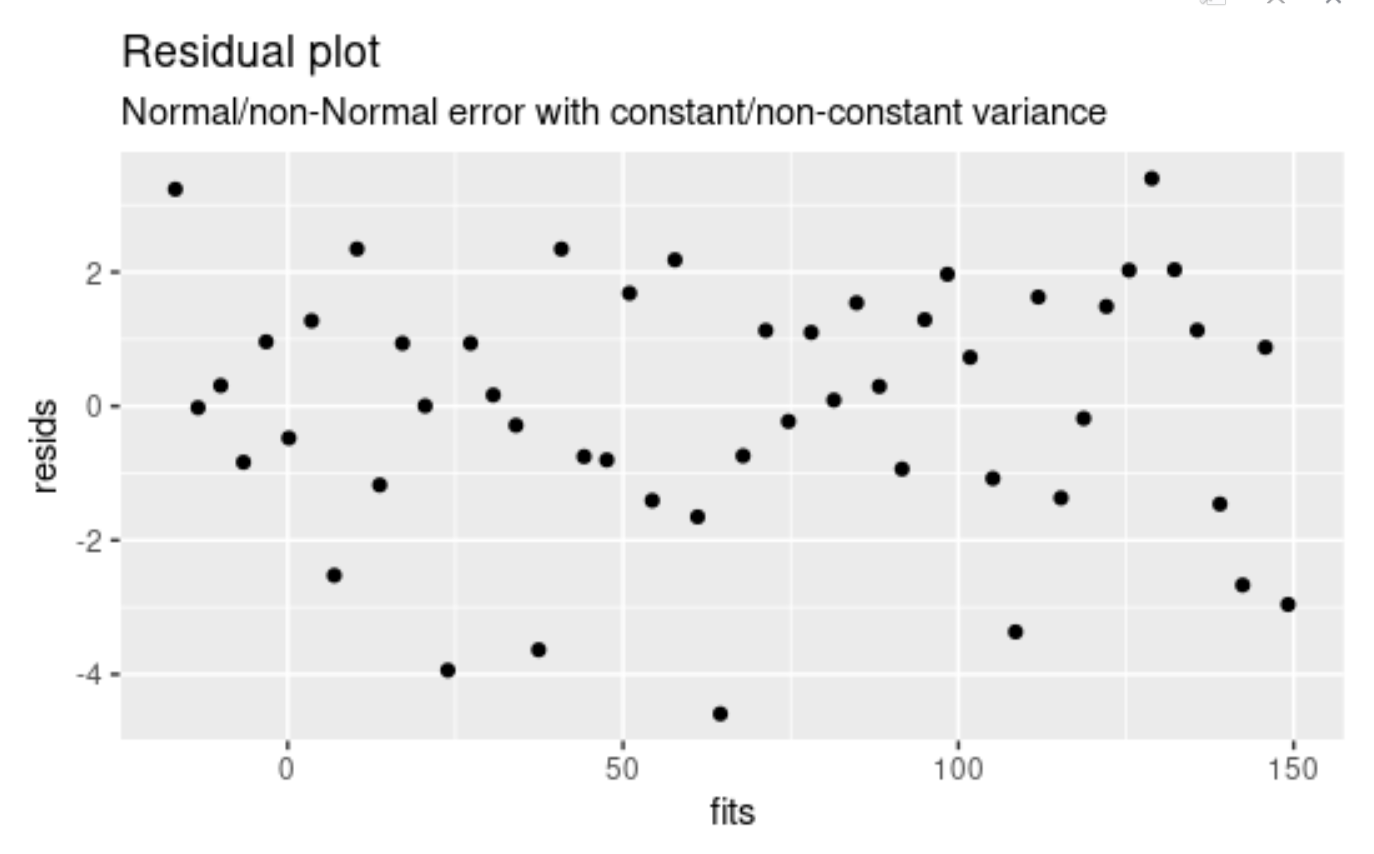 Residual plot
Normal/non-Normal error with constant/non-constant variance
2
0
-2
-4
resids
0 50 100 150
fits